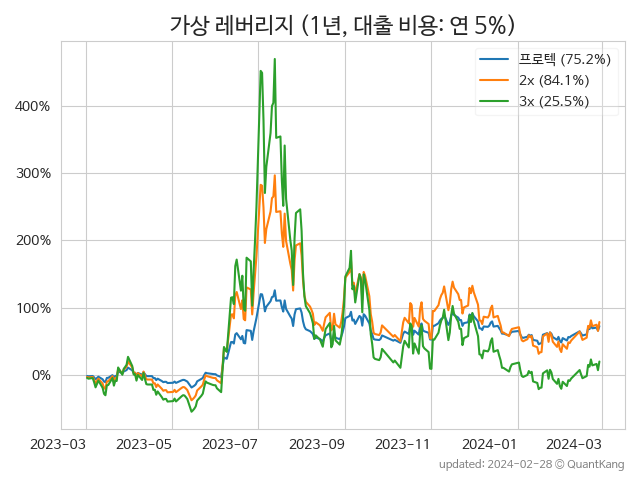 가상 레버리지 (1년, 대출 비용: 연 5%)
프로텍 (75.2%)
2x (84.1%)
3x (25.5%)
400%
300%
200%
100%
0%
2023-03
2023-05
2023-07
2023-09
2023-11
2024-01
2024-03
updated: 2024-02-28 © QuantKang